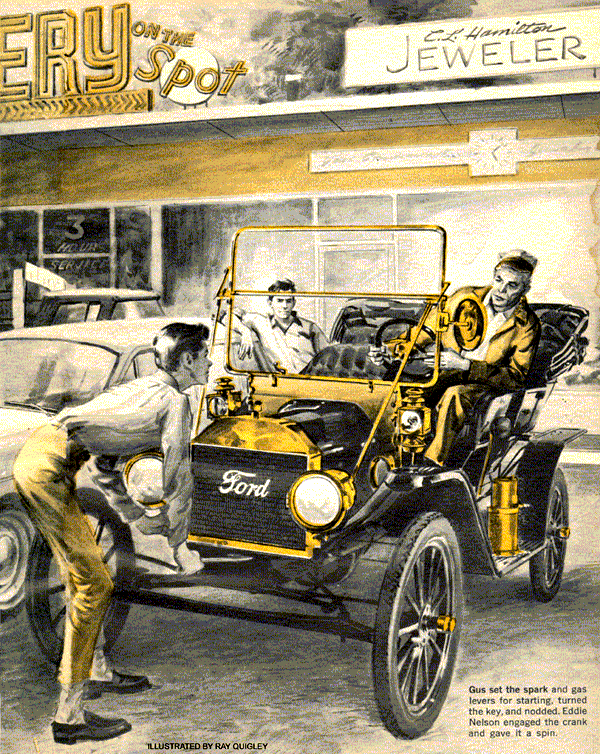 ERY
ON THE
Spot
C.L. Hamilton
JEWELER
3
HOUR
SERVICE
Ford
Gus set the spark and gas
levers for starting, turned
the key, and nodded. Eddie
Nelson engaged the crank
and gave it a spin.
ILLUSTRATED BY RAY QUIGLEY